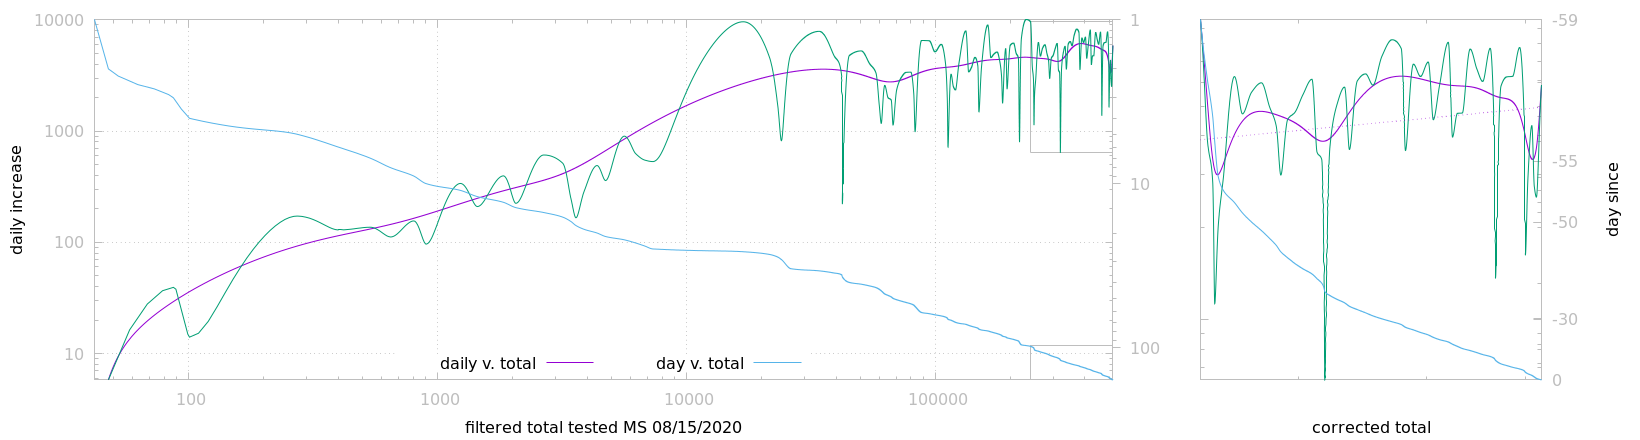 10000
1000
100
10
daily increase
100
1000
10000
100000
filtered total tested MS 08/15/2020
daily v. total
day v. total
1
10
100
-59
-55
-50
-30
0
day since
corrected total